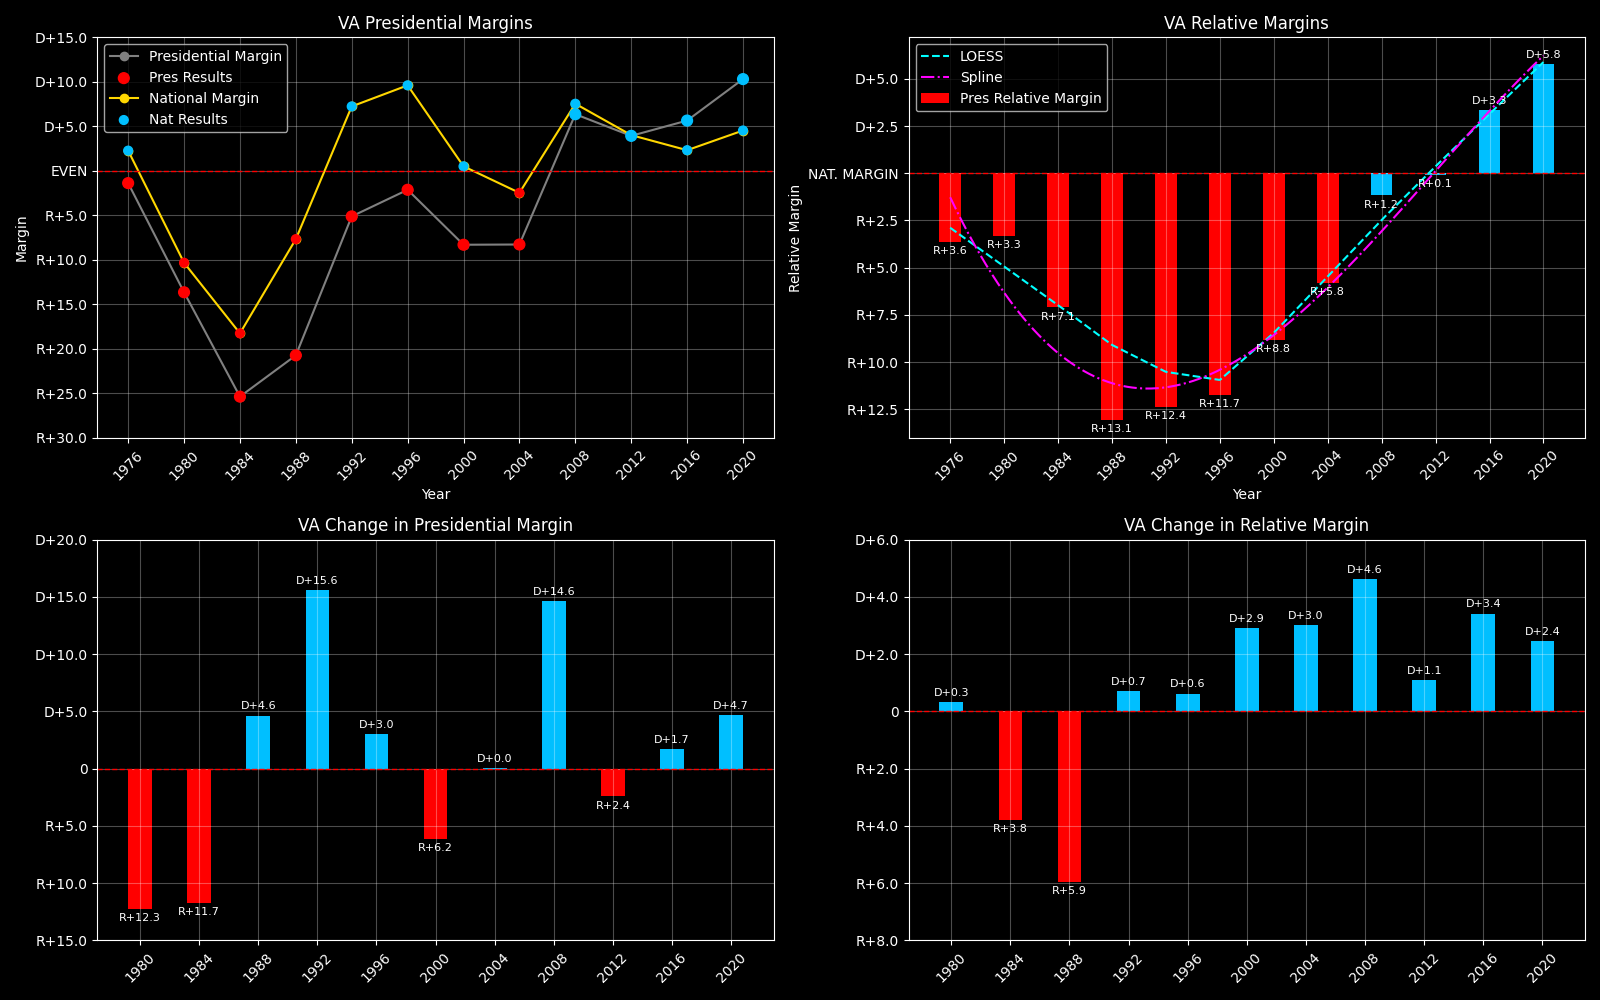 VA Presidential Margins
D+15.0
D+10.0
D+5.0
EVEN
R+5.0
R+10.0
R+15.0
R+20.0
R+25.0
R+30.0
Margin
Presidential Margin
Pres Results
National Margin
Nat Results
1976
1980
1984
1988
1992
1996
2000
2004
2008
2012
2016
2020
Year
VA Relative Margins
D+5.0
D+2.5
NAT. MARGIN
R+2.5
R+5.0
R+7.5
R+10.0
R+12.5
Relative Margin
LOESS
Spline
Pres Relative Margin
R+3.6
R+3.3
R+7.1
R+13.1
R+12.4
R+11.7
R+8.8
R+5.8
R+1.2
R+0.1
D+3.3
D+5.8
1976
1980
1984
1988
1992
1996
2000
2004
2008
2012
2016
2020
Year
VA Change in Presidential Margin
D+20.0
D+15.0
D+10.0
D+5.0
0
R+5.0
R+10.0
R+15.0
R+12.3
R+11.7
D+4.6
D+15.6
D+3.0
R+6.2
D+0.0
D+14.6
R+2.4
D+1.7
D+4.7
1980
1984
1988
1992
1996
2000
2004
2008
2012
2016
2020
VA Change in Relative Margin
D+6.0
D+4.0
D+2.0
0
R+2.0
R+4.0
R+6.0
R+8.0
D+0.3
R+3.8
R+5.9
D+0.7
D+0.6
D+2.9
D+3.0
D+4.6
D+1.1
D+3.4
D+2.4
1980
1984
1988
1992
1996
2000
2004
2008
2012
2016
2020